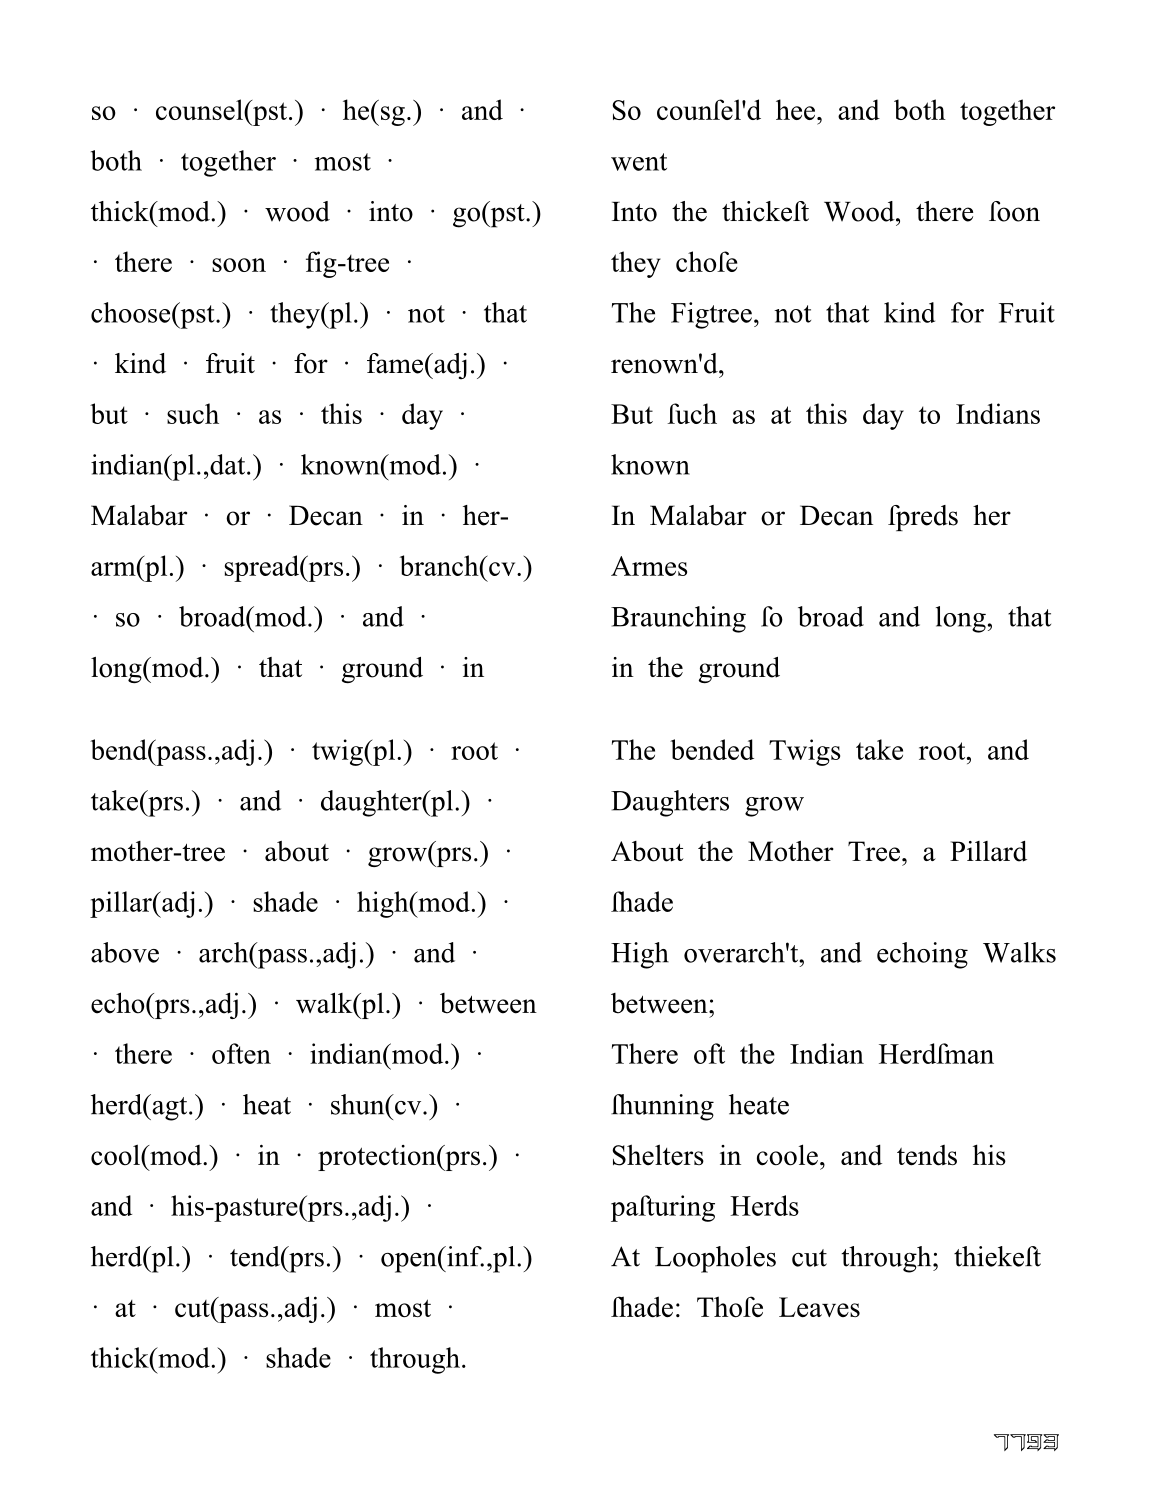 so · counsel(pst.) · he(sg.) · and ·
both · together · most ·
thick(mod.) · wood · into · go(pst.)
· there · soon · fig-tree ·
choose(pst.) · they(pl.) · not · that
· kind · fruit · for · fame(adj.) ·
but · such · as · this · day ·
indian(pl.,dat.) · known(mod.) ·
Malabar · or · Decan · in · her-
arm(pl.) · spread(prs.) · branch(cv.)
· so · broad(mod.) · and ·
long(mod.) · that · ground · in
bend(pass.,adj.) · twig(pl.) · root ·
take(prs.) · and · daughter(pl.) ·
mother-tree · about · grow(prs.) ·
pillar(adj.) · shade · high(mod.) ·
above · arch(pass.,adj.) · and ·
echo(prs.,adj.) · walk(pl.) · between
· there · often · indian(mod.) ·
herd(agt.) · heat · shun(cv.) ·
cool(mod.) · in · protection(prs.) ·
and · his-pasture(prs.,adj.) ·
herd(pl.) · tend(prs.) · open(inf.,pl.)
· at · cut(pass.,adj.) · most ·
thick(mod.) · shade · through.
So counſel'd hee, and both together
went
Into the thickeſt Wood, there ſoon
they choſe
The Figtree, not that kind for Fruit
renown'd,
But ſuch as at this day to Indians
known
In Malabar or Decan ſpreds her
Armes
Braunching ſo broad and long, that
in the ground
The bended Twigs take root, and
Daughters grow
About the Mother Tree, a Pillard
ſhade
High overarch't, and echoing Walks
between;
There oft the Indian Herdſman
ſhunning heate
Shelters in coole, and tends his
paſturing Herds
At Loopholes cut through; thiekeſt
ſhade: Thoſe Leaves